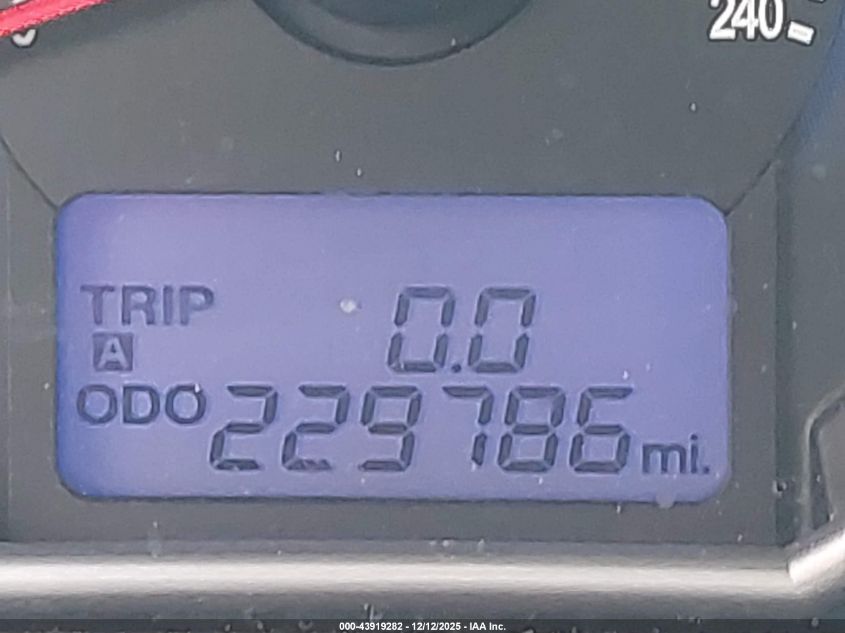 240
TRIP 0.0
A
ODO 229786 mi.
000-43919282 - 12/12/2025 - IAA Inc.